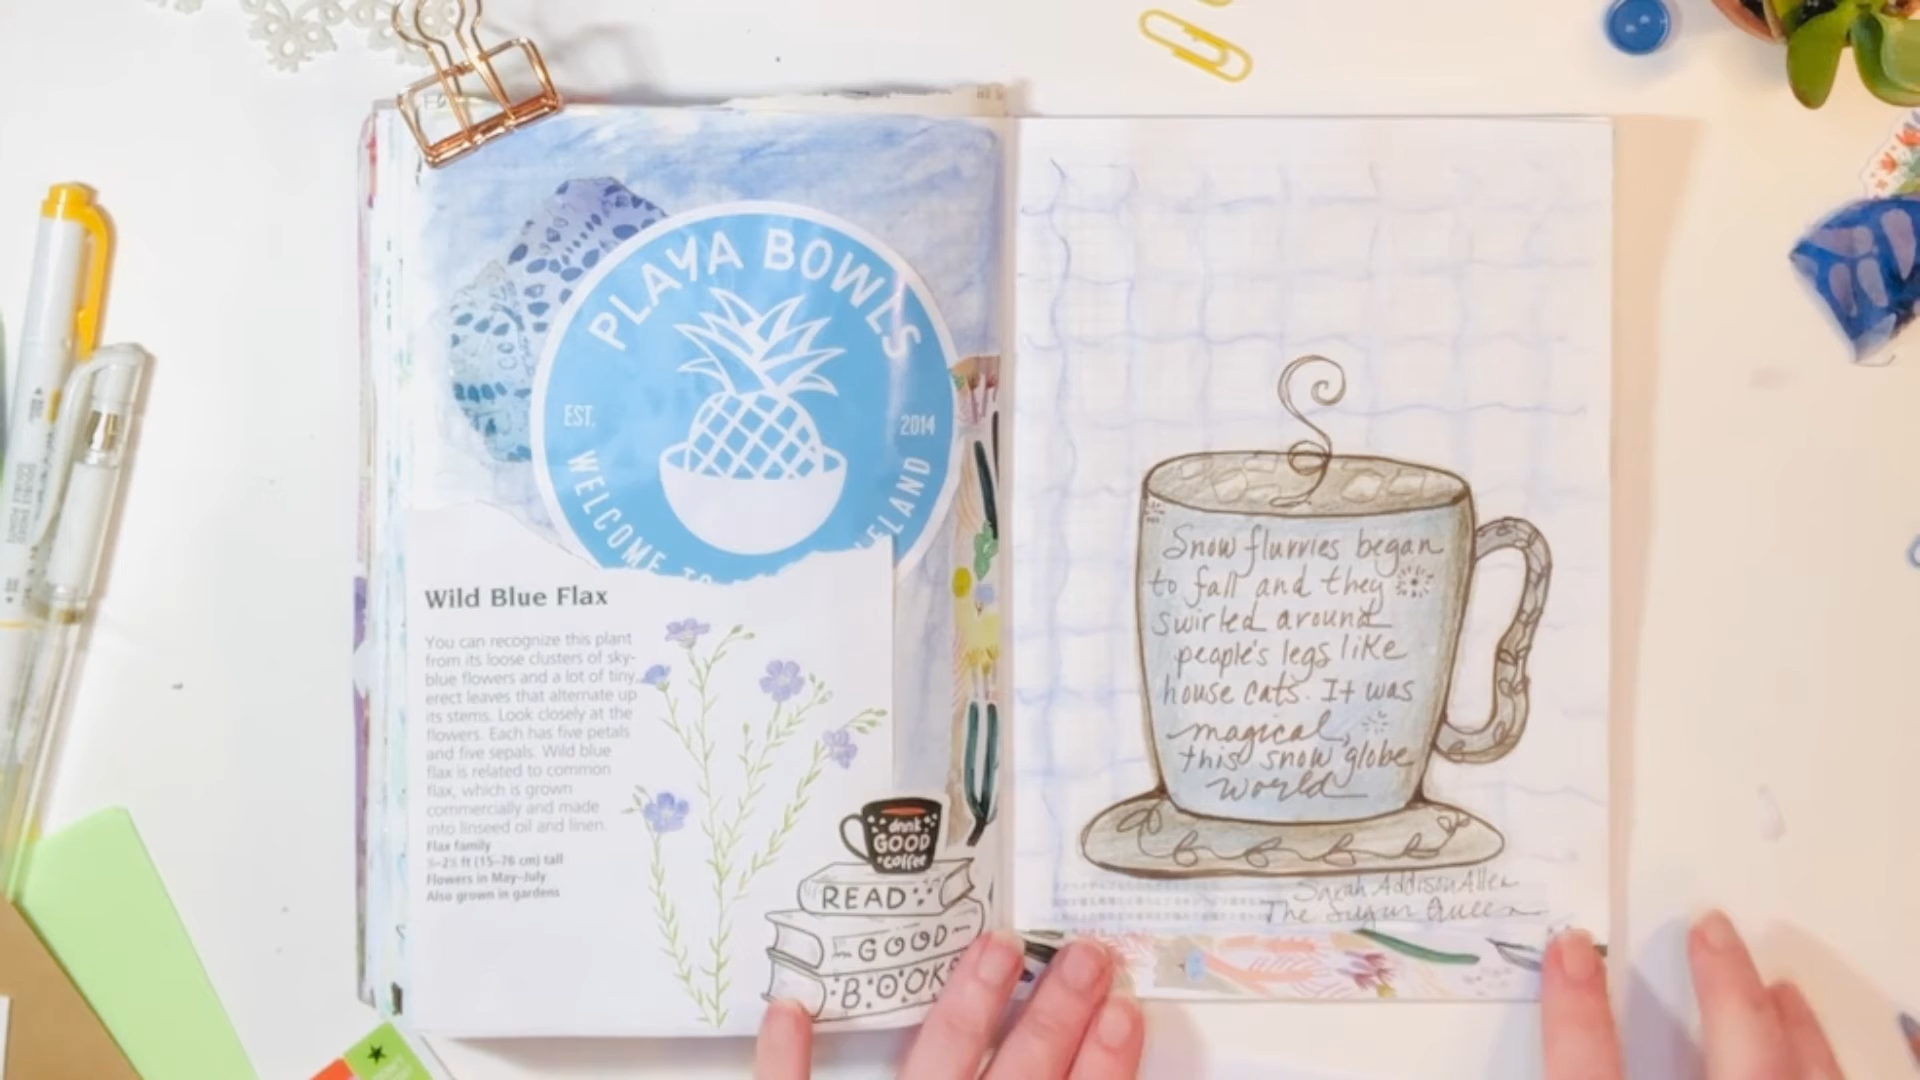 PLAYA BOWLS
EST. 2014
WELCOME TO
Wild Blue Flax
You can recognize this plant
from its loose clusters of sky-
blue flowers and a lot of tiny,
erect leaves that alternate up
its stems. Look closely at the
flowers. Each has five petals
and five sepals. Wild blue
flax is related to common
flax, which is grown
commercially and made
into linseed oil and linen.
Flax family
ft (15–76 cm) tall
Flowers in May–July
Also grown in gardens
drink
GOOD
coffee
READ
GOOD
BOOKS
Snow flurries began
to fall and they
swirled around
people's legs like
house cats. It was
magical,
this snow globe
world
Sarah Addison Allen
The Sugar Queen